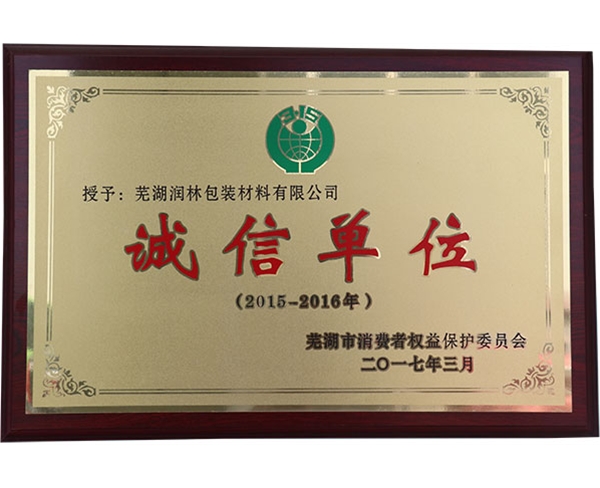 3·15
授予：芜湖润林包装材料有限公司
诚信单位
（2015-2016年）
芜湖市消费者权益保护委员会
二〇一七年三月